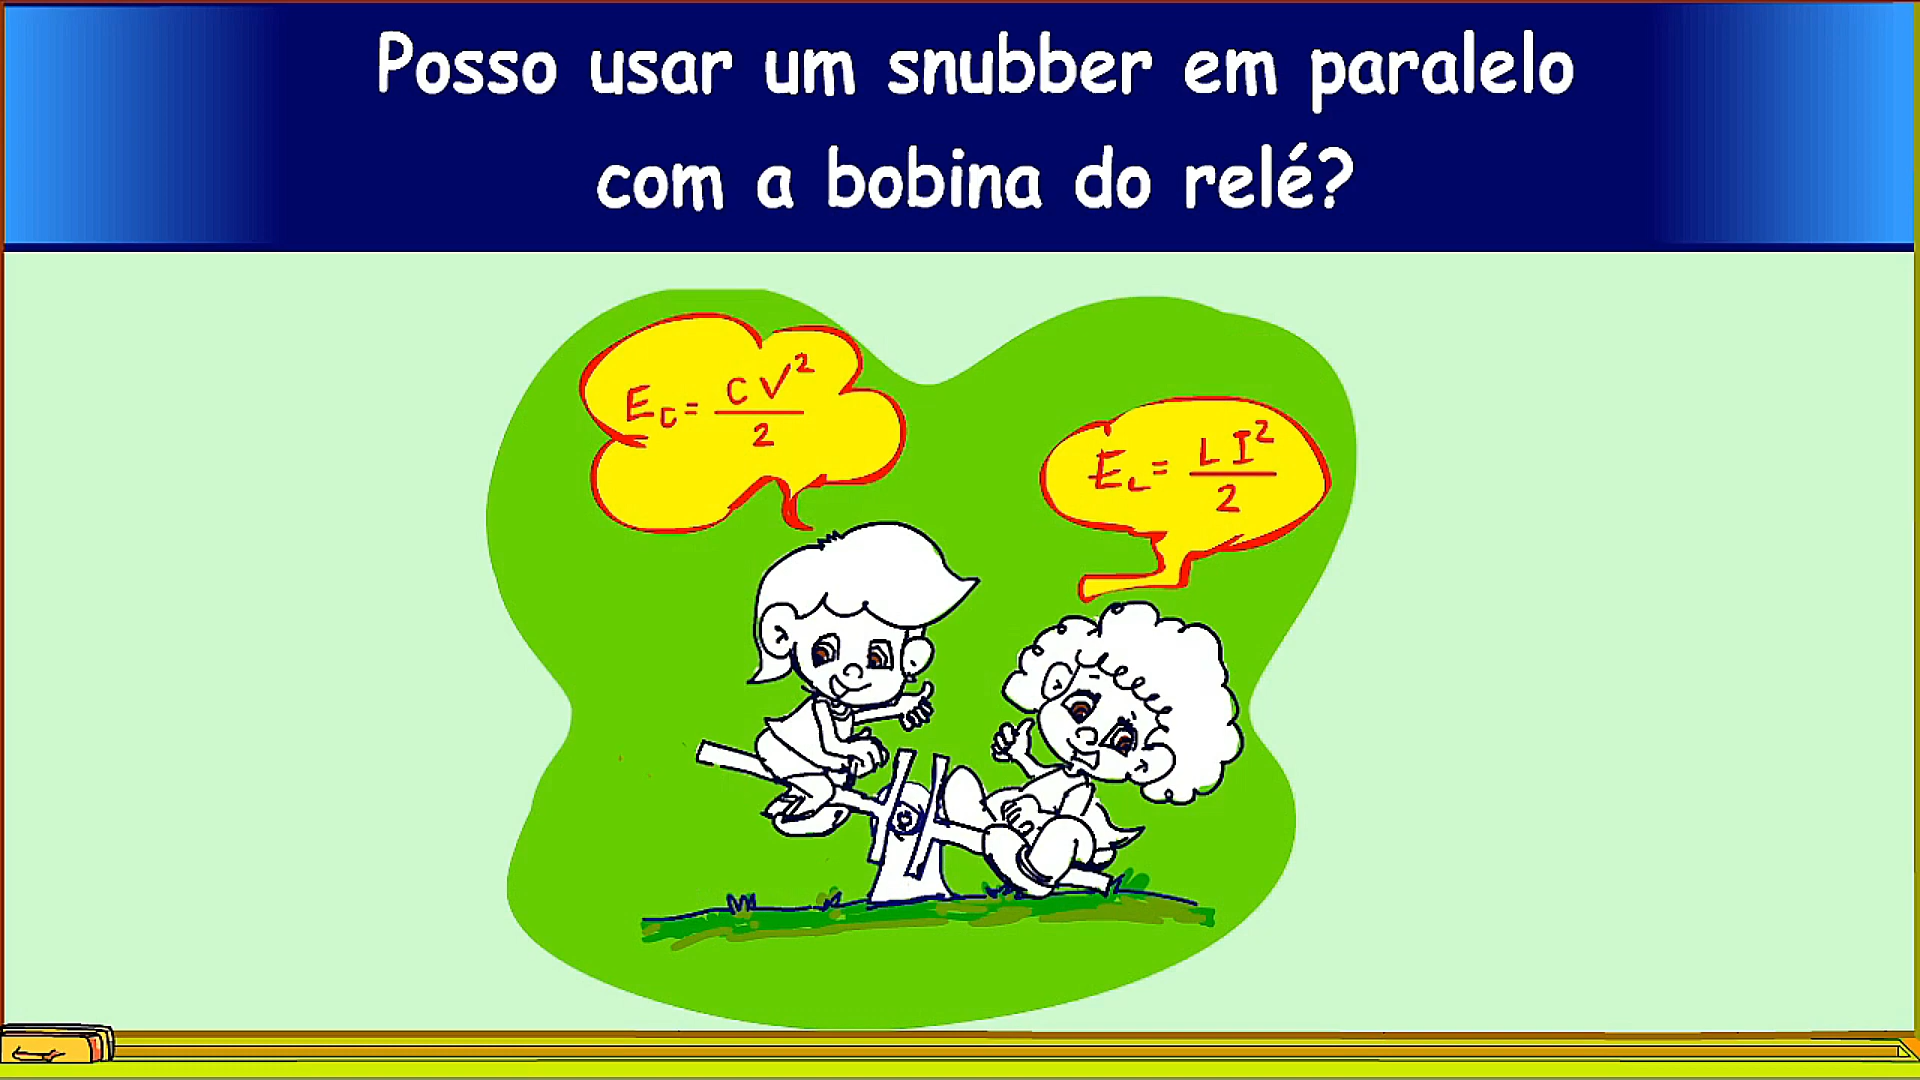 Posso usar um snubber em paralelo
com a bobina do relé?
E_C = CV²/2
E_L = LI²/2